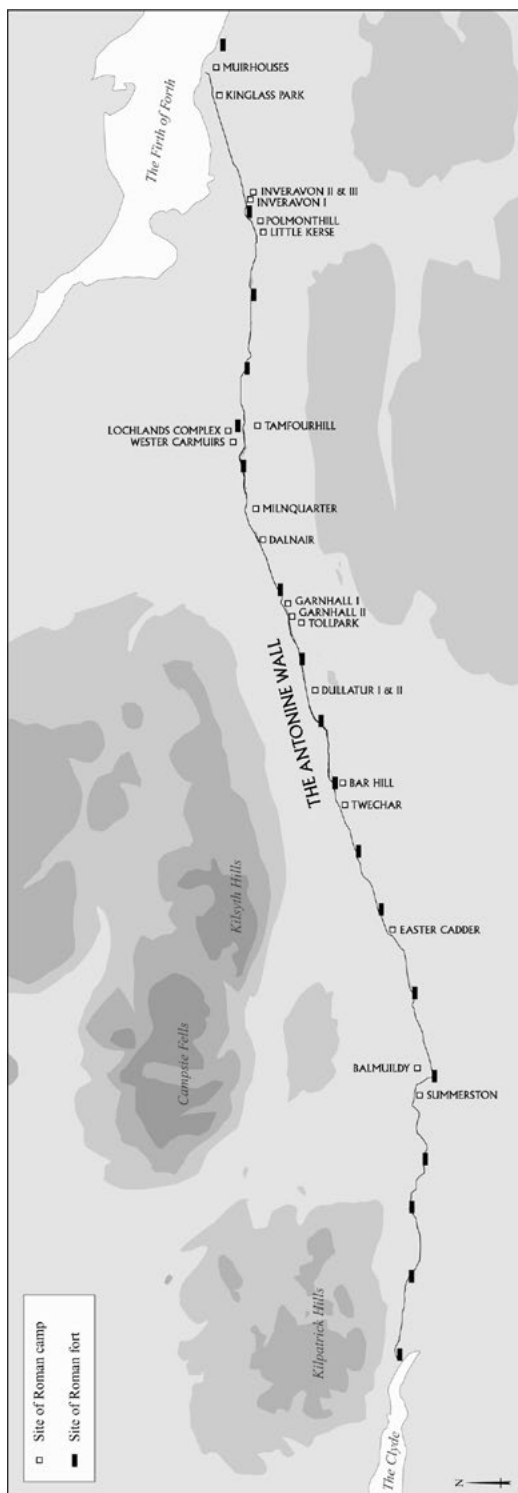 The Firth of Forth
MUIRHOUSES
KINGLASS PARK
INVERAVON II & III
INVERAVON I
POLMONTHILL
LITTLE KERSE
LOCHLANDS COMPLEX
WESTER CARMUIRS
TAMFOURHILL
MILNQUARTER
DALNAIR
GARNHALL I
GARNHALL II
TOLLPARK
THE ANTONINE WALL
DULLATUR I & II
BAR HILL
TWECHAR
Kilsyth Hills
EASTER CADDER
Campsie Fells
BALMUILDY
SUMMERSTON
Kilpatrick Hills
The Clyde
Site of Roman camp
Site of Roman fort
N